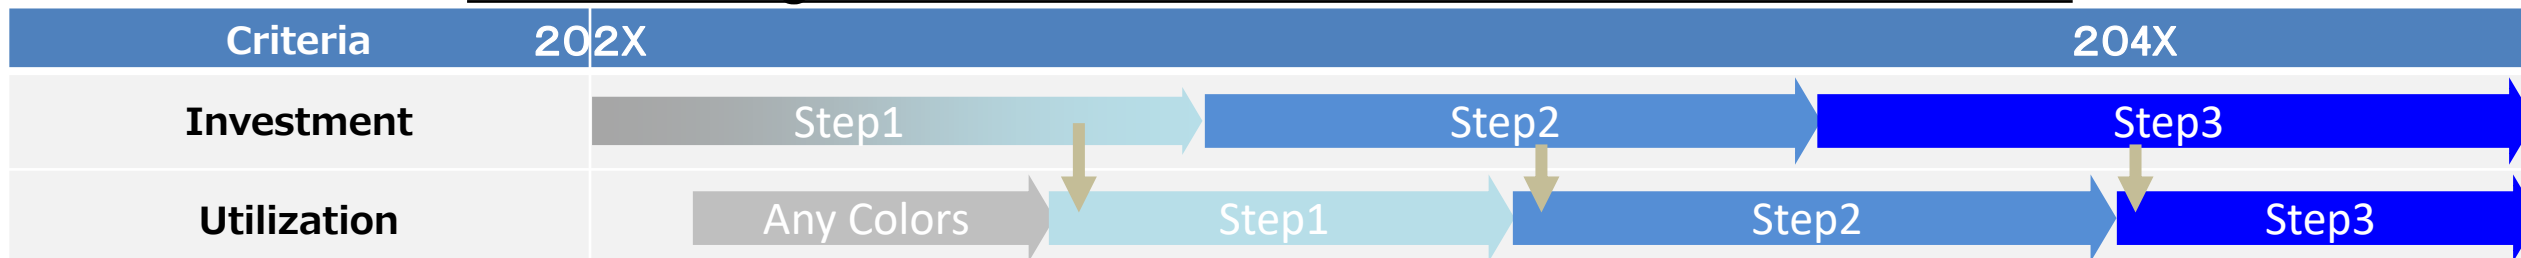 Criteria 202X 204X
Investment Step1 Step2 Step3
Utilization Any Colors Step1 Step2 Step3